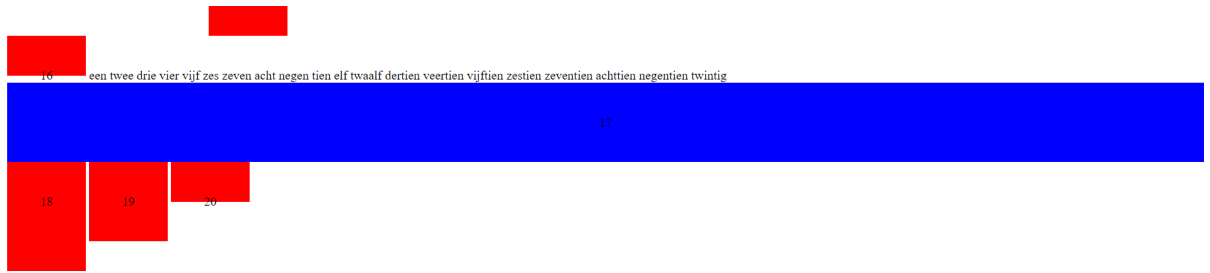 16 een twee drie vier vijf zes zeven acht negen tien elf twaalf dertien veertien vijftien zestien zeventien achttien negentien twintig
17
18 19 20